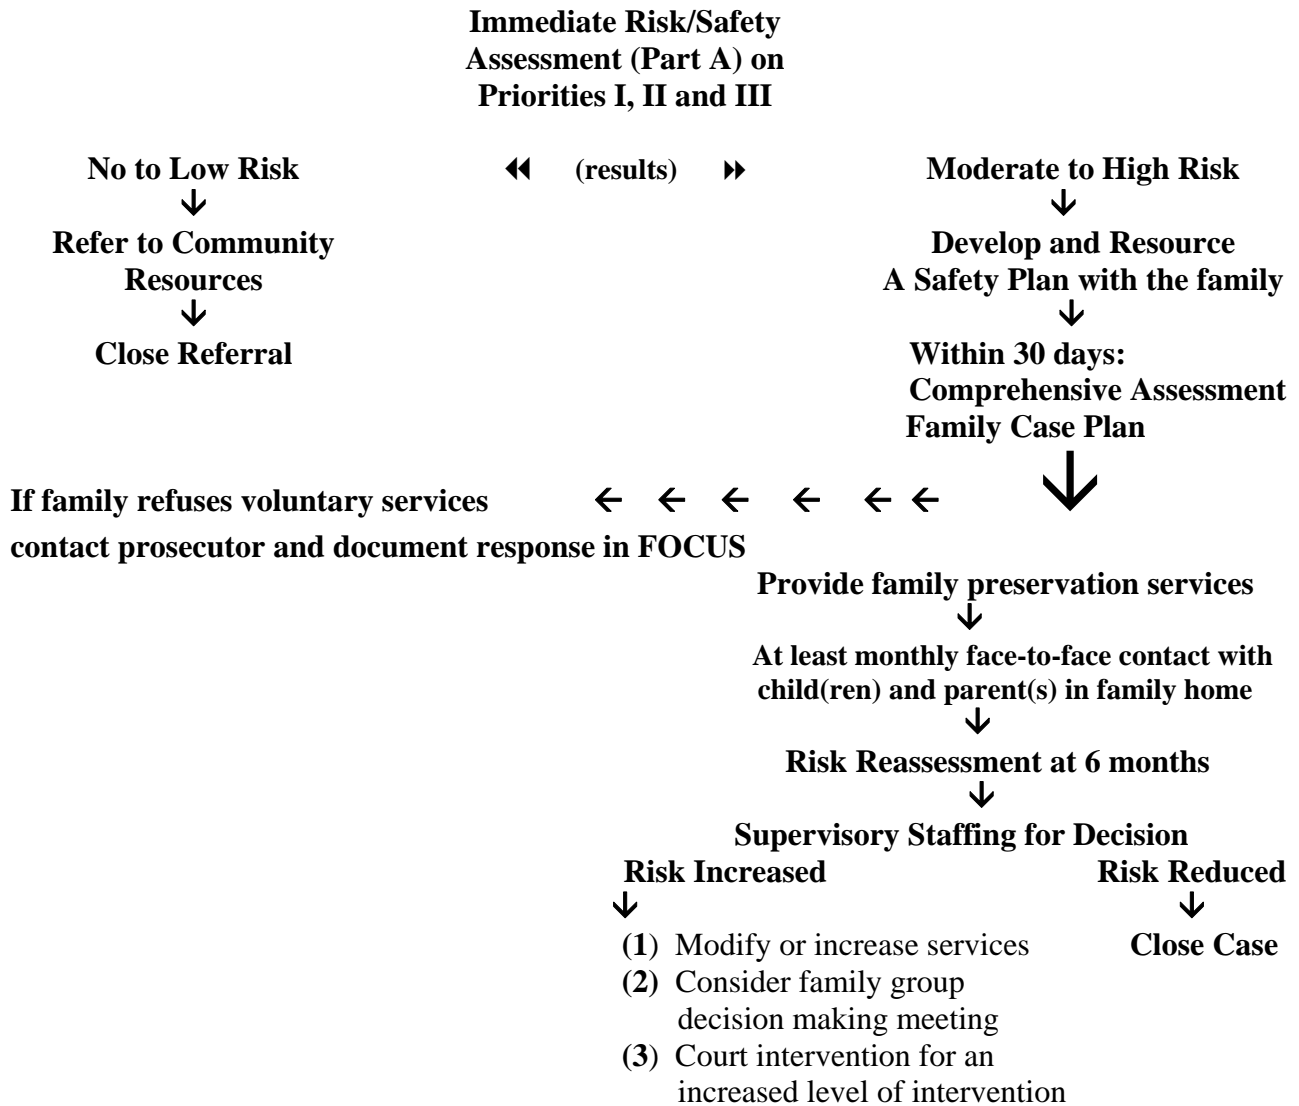 Immediate Risk/Safety
Assessment (Part A) on
Priorities I, II and III
No to Low Risk (results) Moderate to High Risk
Refer to Community
Resources
Develop and Resource
A Safety Plan with the family
Close Referral
Within 30 days:
Comprehensive Assessment
Family Case Plan
If family refuses voluntary services
contact prosecutor and document response in FOCUS
Provide family preservation services
At least monthly face-to-face contact with
child(ren) and parent(s) in family home
Risk Reassessment at 6 months
Supervisory Staffing for Decision
Risk Increased
(1) Modify or increase services
(2) Consider family group
decision making meeting
(3) Court intervention for an
increased level of intervention
Risk Reduced
Close Case